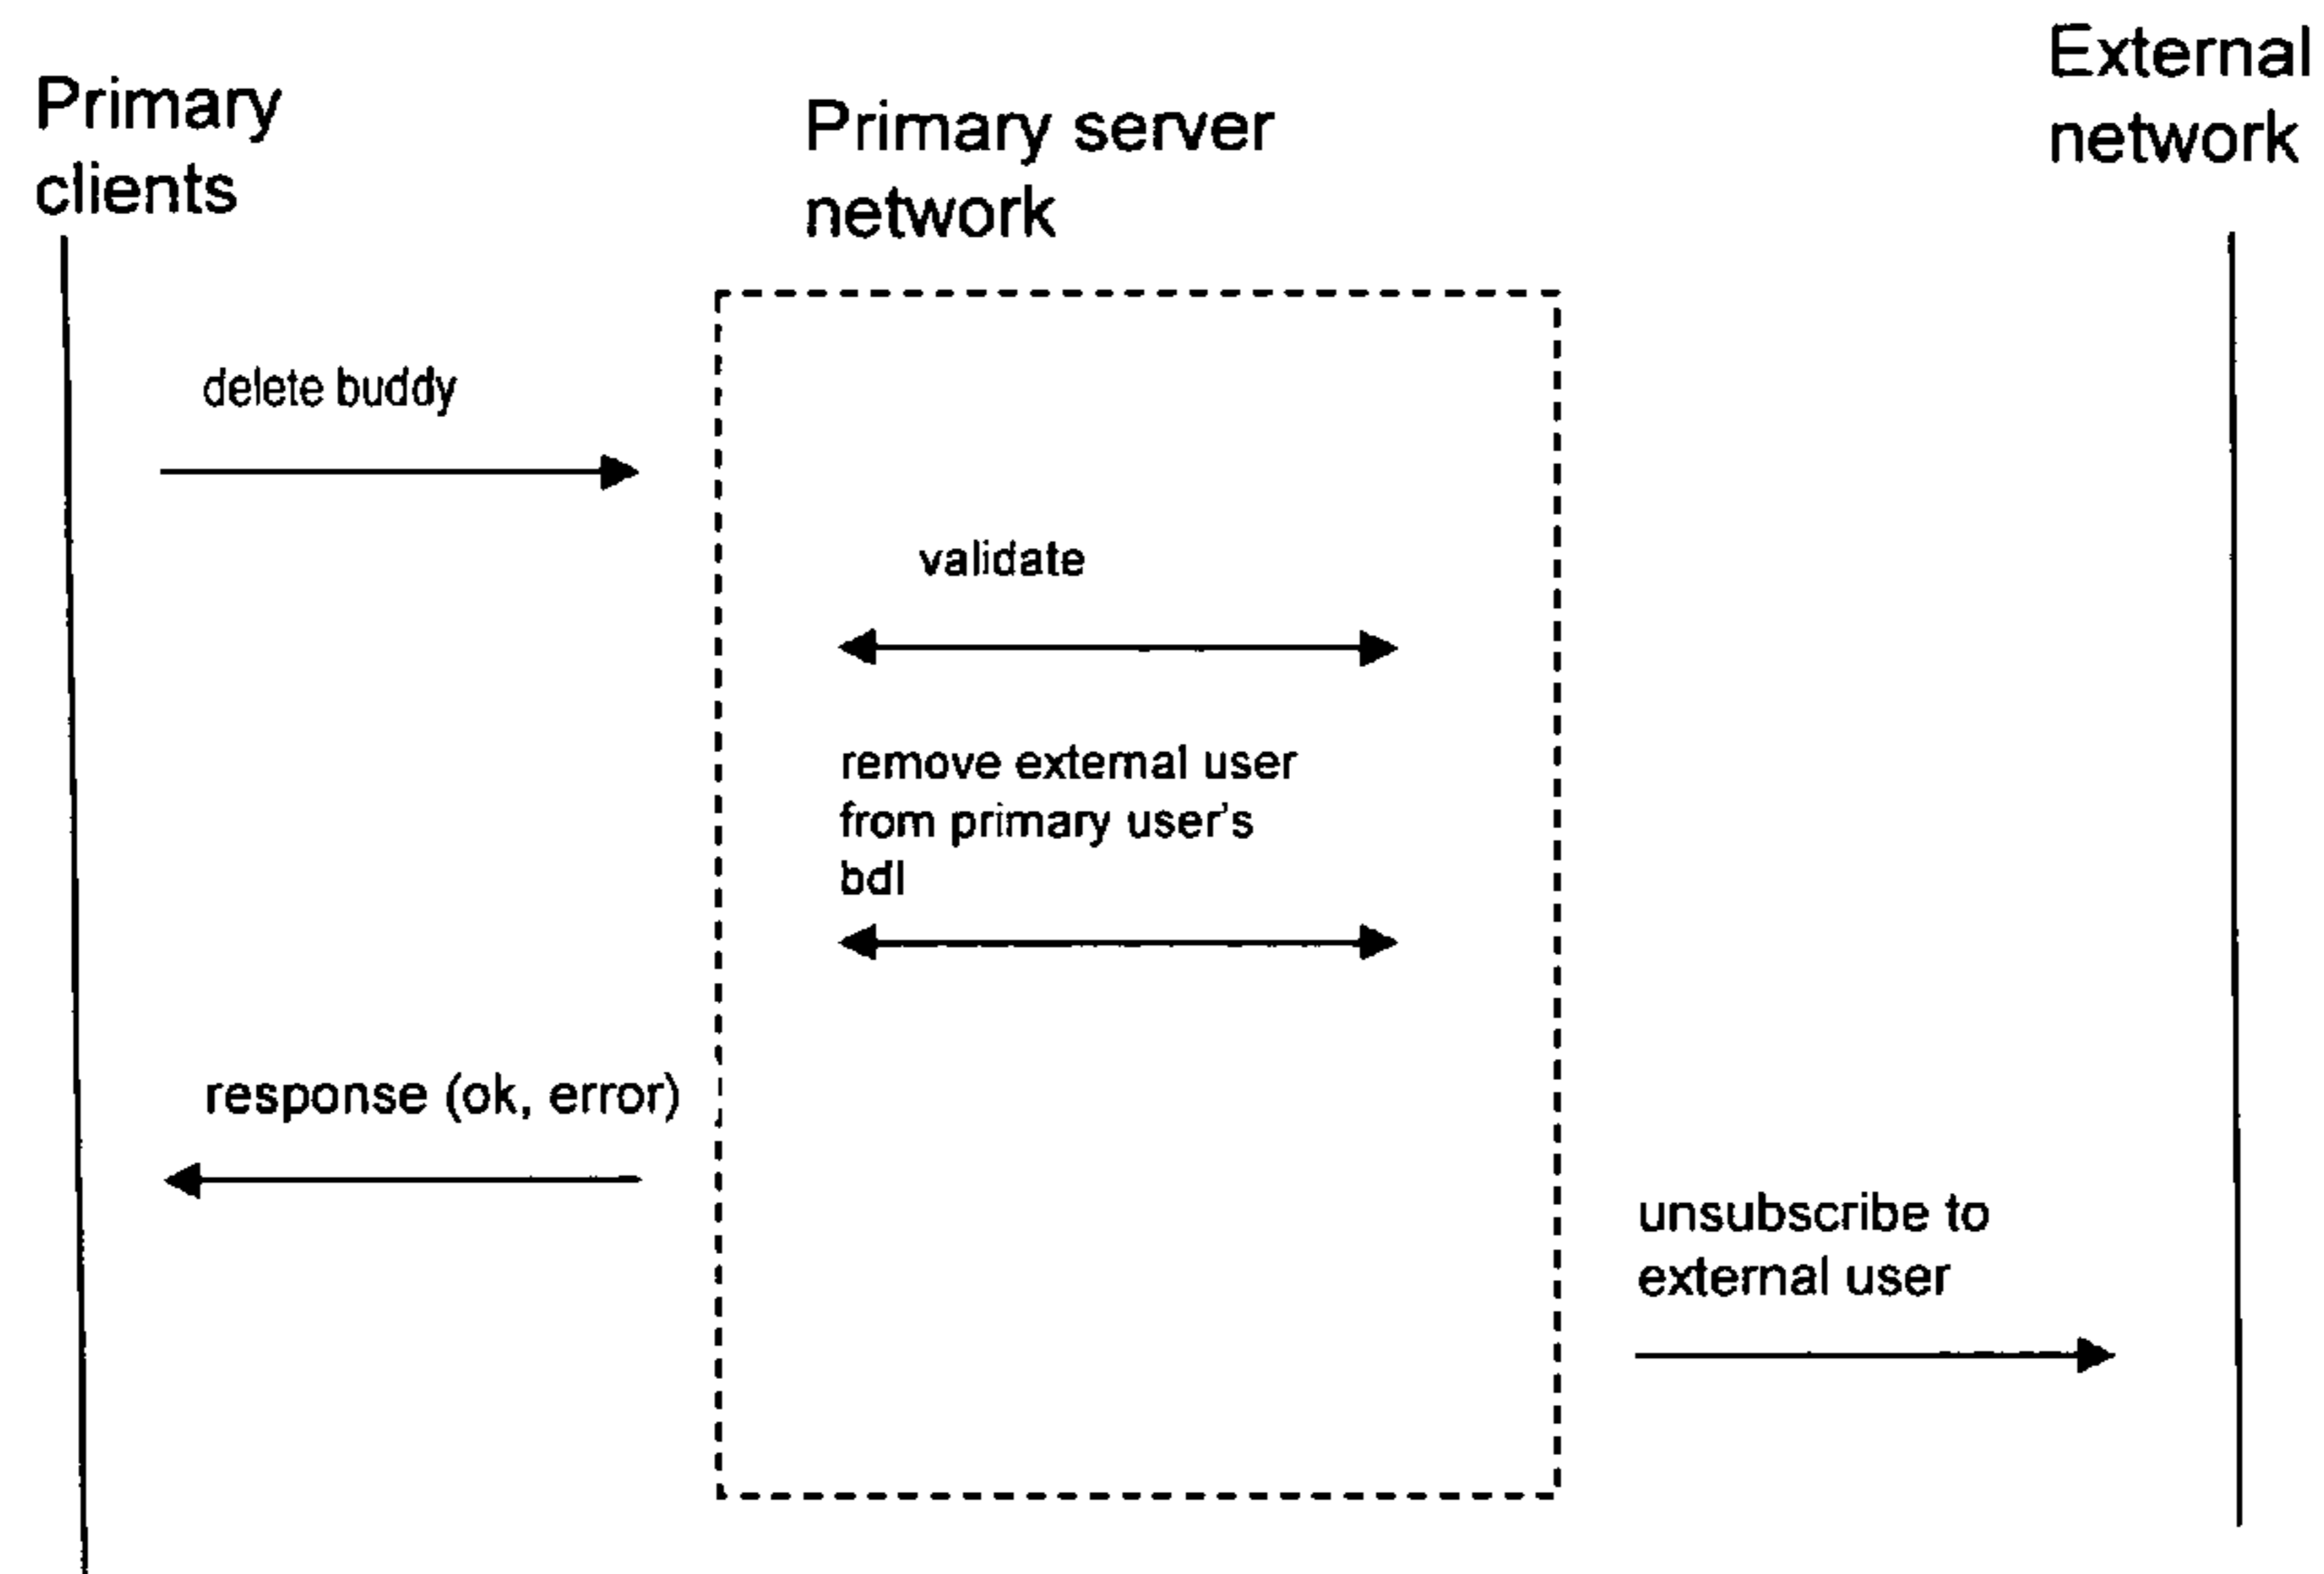 Primary
clients
Primary server
network
External
network
delete buddy
validate
remove external user
from primary user's
bdl
response (ok, error)
unsubscribe to
external user